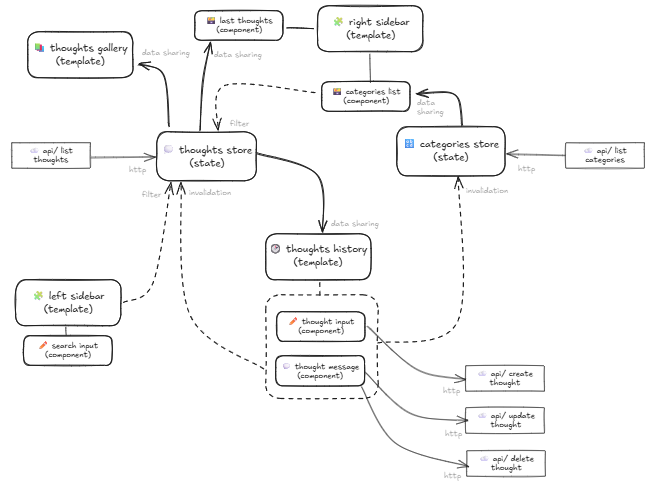 last thoughts
(component)
right sidebar
(template)
thoughts gallery
(template)
data sharing
data sharing
categories list
(component)
data
sharing
filter
thoughts store
(state)
categories store
(state)
api/ list
thoughts
http
api/ list
categories
http
filter
invalidation
invalidation
data sharing
thoughts history
(template)
left sidebar
(template)
search input
(component)
thought input
(component)
thought message
(component)
api/ create
thought
http
api/ update
thought
http
api/ delete
thought
http